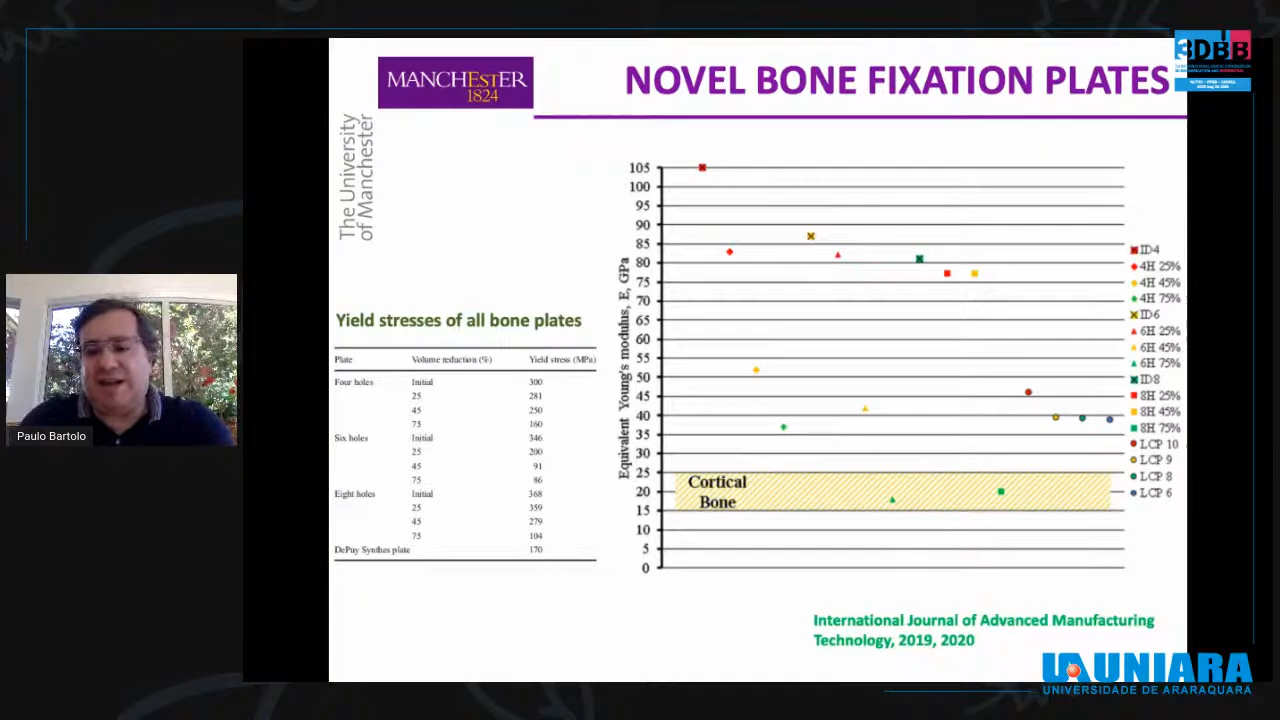 MANCHESTER
1824
The University
of Manchester
NOVEL BONE FIXATION PLATES
3DBB
Yield stresses of all bone plates
Plate Volume reduction (%) Yield stress (MPa)
Four holes Initial 300
25 281
45 250
75 160
Six holes Initial 346
25 200
45 91
75 86
Eight holes Initial 368
25 359
45 279
75 104
DePuy Synthes plate 170
Equivalent Young's modulus, E, GPa
105
100
95
90
85
80
75
70
65
60
55
50
45
40
35
30
25
20
15
10
5
0
Cortical
Bone
ID4
4H 25%
4H 45%
4H 75%
ID6
6H 25%
6H 45%
6H 75%
ID8
8H 25%
8H 45%
8H 75%
LCP 10
LCP 9
LCP 8
LCP 6
International Journal of Advanced Manufacturing
Technology, 2019, 2020
Paulo Bartolo
UNIARA
UNIVERSIDADE DE ARARAQUARA